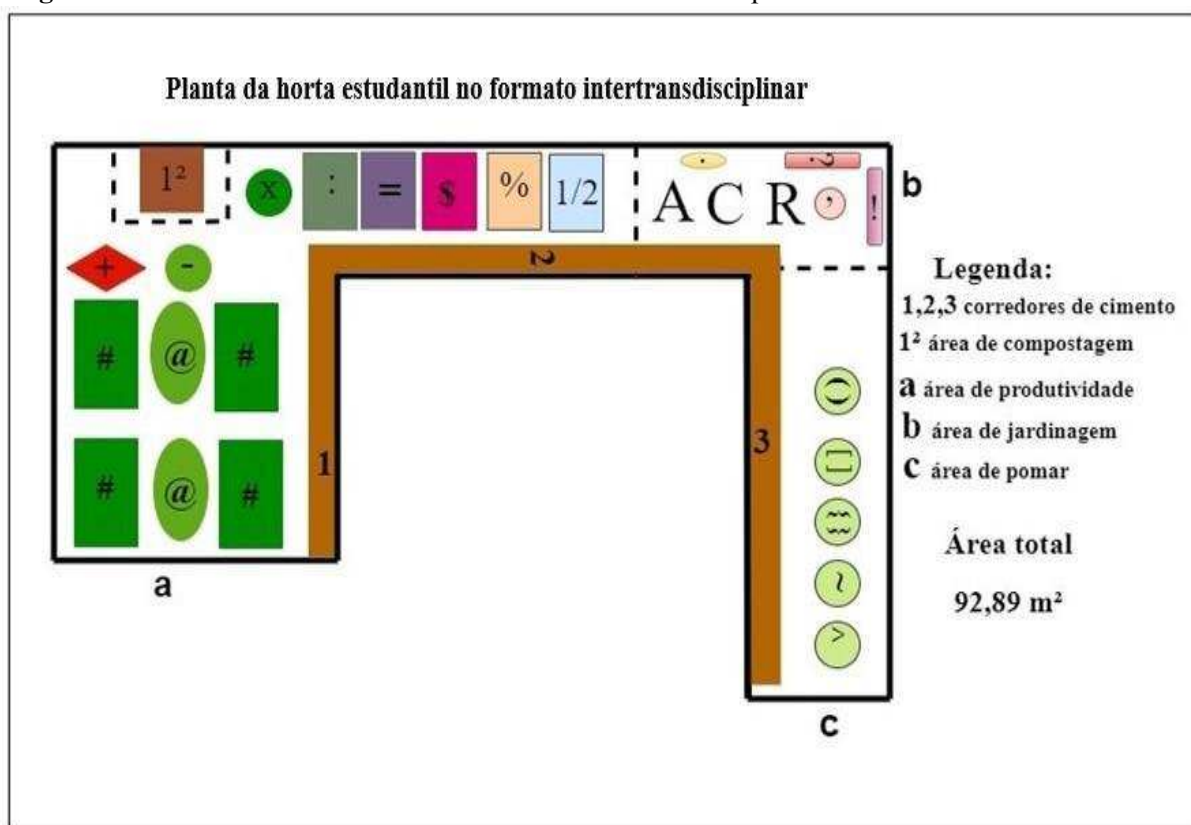 Planta da horta estudantil no formato intertransdisciplinar
1²
x
:
=
$
%
1/2
A C R
.
?
,
!
b
+
-
2
#
@
#
#
@
#
1
3
( )
[ ]
{ }
~
>
a
c
Legenda:
1,2,3 corredores de cimento
1² área de compostagem
a área de produtividade
b área de jardinagem
c área de pomar
Área total
92,89 m²